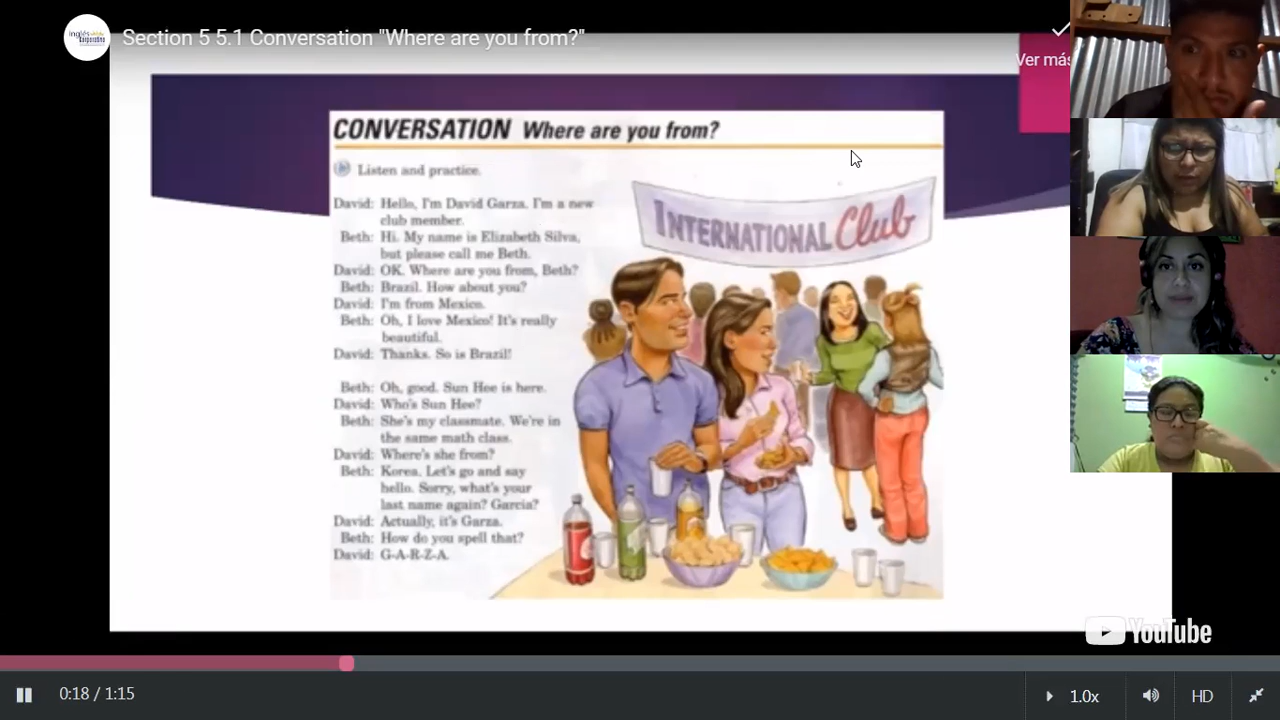 Section 5 5.1 Conversation "Where are you from?"
Ver más
CONVERSATION Where are you from?
Listen and practice.
INTERNATIONAL Club
David: Hello, I'm David Garza. I'm a new
club member.
Beth: Hi. My name is Elizabeth Silva,
but please call me Beth.
David: OK. Where are you from, Beth?
Beth: Brazil. How about you?
David: I'm from Mexico.
Beth: Oh, I love Mexico! It's really
beautiful.
David: Thanks. So is Brazil!
Beth: Oh, good. Sun Hee is here.
David: Who's Sun Hee?
Beth: She's my classmate. We're in
the same math class.
David: Where's she from?
Beth: Korea. Let's go and say
hello. Sorry, what's your
last name again? Garcia?
David: Actually, it's Garza.
Beth: How do you spell that?
David: G-A-R-Z-A.
YouTube
0:18 / 1:15
1.0x
HD